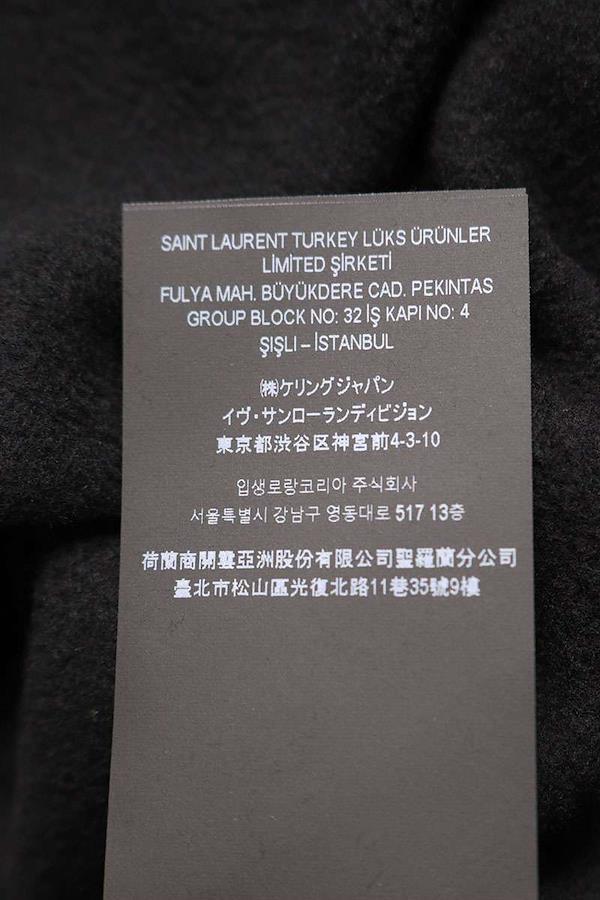 SAINT LAURENT TURKEY LÜKS ÜRÜNLER
LIMITED ŞİRKETİ
FULYA MAH. BÜYÜKDERE CAD. PEKINTAS
GROUP BLOCK NO: 32 İŞ KAPI NO: 4
ŞIŞLI – İSTANBUL
㈱ケリングジャパン
イヴ・サンローランディビジョン
東京都渋谷区神宮前4-3-10
입생로랑코리아 주식회사
서울특별시 강남구 영동대로 517 13층
荷蘭商開雲亞洲股份有限公司聖羅蘭分公司
臺北市松山區光復北路11巷35號9樓